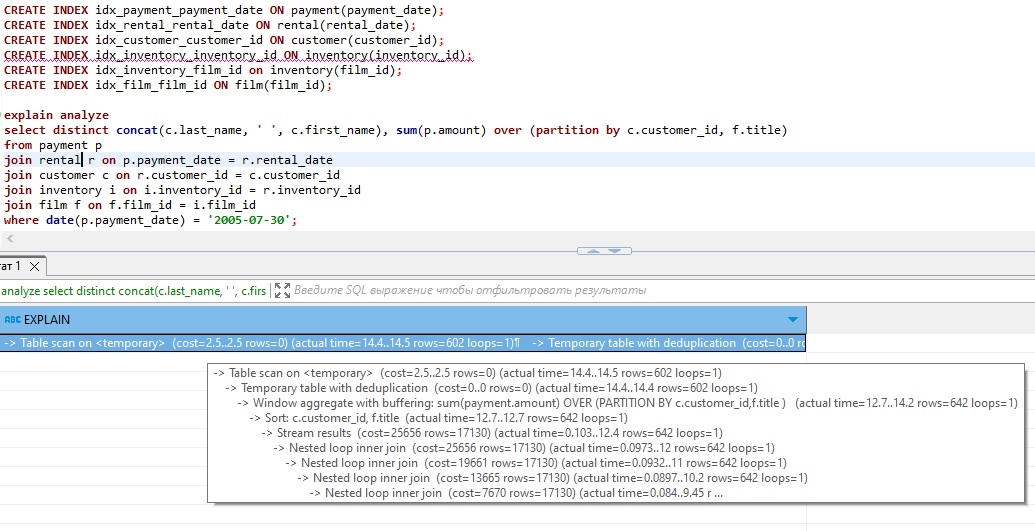 CREATE INDEX idx_payment_payment_date ON payment(payment_date);
CREATE INDEX idx_rental_rental_date ON rental(rental_date);
CREATE INDEX idx_customer_customer_id ON customer(customer_id);
CREATE INDEX idx_inventory_inventory_id ON inventory(inventory_id);
CREATE INDEX idx_inventory_film_id on inventory(film_id);
CREATE INDEX idx_film_film_id ON film(film_id);
explain analyze
select distinct concat(c.last_name, ' ', c.first_name), sum(p.amount) over (partition by c.customer_id, f.title)
from payment p
join rental r on p.payment_date = r.rental_date
join customer c on r.customer_id = c.customer_id
join inventory i on i.inventory_id = r.inventory_id
join film f on f.film_id = i.film_id
where date(p.payment_date) = '2005-07-30';
тат 1
analyze select distinct concat(c.last_name, ' ', c.firs Введите SQL выражение чтобы отфильтровать результаты
ABC EXPLAIN
-> Table scan on <temporary> (cost=2.5..2.5 rows=0) (actual time=14.4..14.5 rows=602 loops=1)¶ -> Temporary table with deduplication (cost=0..0 ro
-> Table scan on <temporary> (cost=2.5..2.5 rows=0) (actual time=14.4..14.5 rows=602 loops=1)
-> Temporary table with deduplication (cost=0..0 rows=0) (actual time=14.4..14.4 rows=602 loops=1)
-> Window aggregate with buffering: sum(payment.amount) OVER (PARTITION BY c.customer_id,f.title ) (actual time=12.7..14.2 rows=642 loops=1)
-> Sort: c.customer_id, f.title (actual time=12.7..12.7 rows=642 loops=1)
-> Stream results (cost=25656 rows=17130) (actual time=0.103..12.4 rows=642 loops=1)
-> Nested loop inner join (cost=25656 rows=17130) (actual time=0.0973..12 rows=642 loops=1)
-> Nested loop inner join (cost=19661 rows=17130) (actual time=0.0932..11 rows=642 loops=1)
-> Nested loop inner join (cost=13665 rows=17130) (actual time=0.0897..10.2 rows=642 loops=1)
-> Nested loop inner join (cost=7670 rows=17130) (actual time=0.084..9.45 r ...